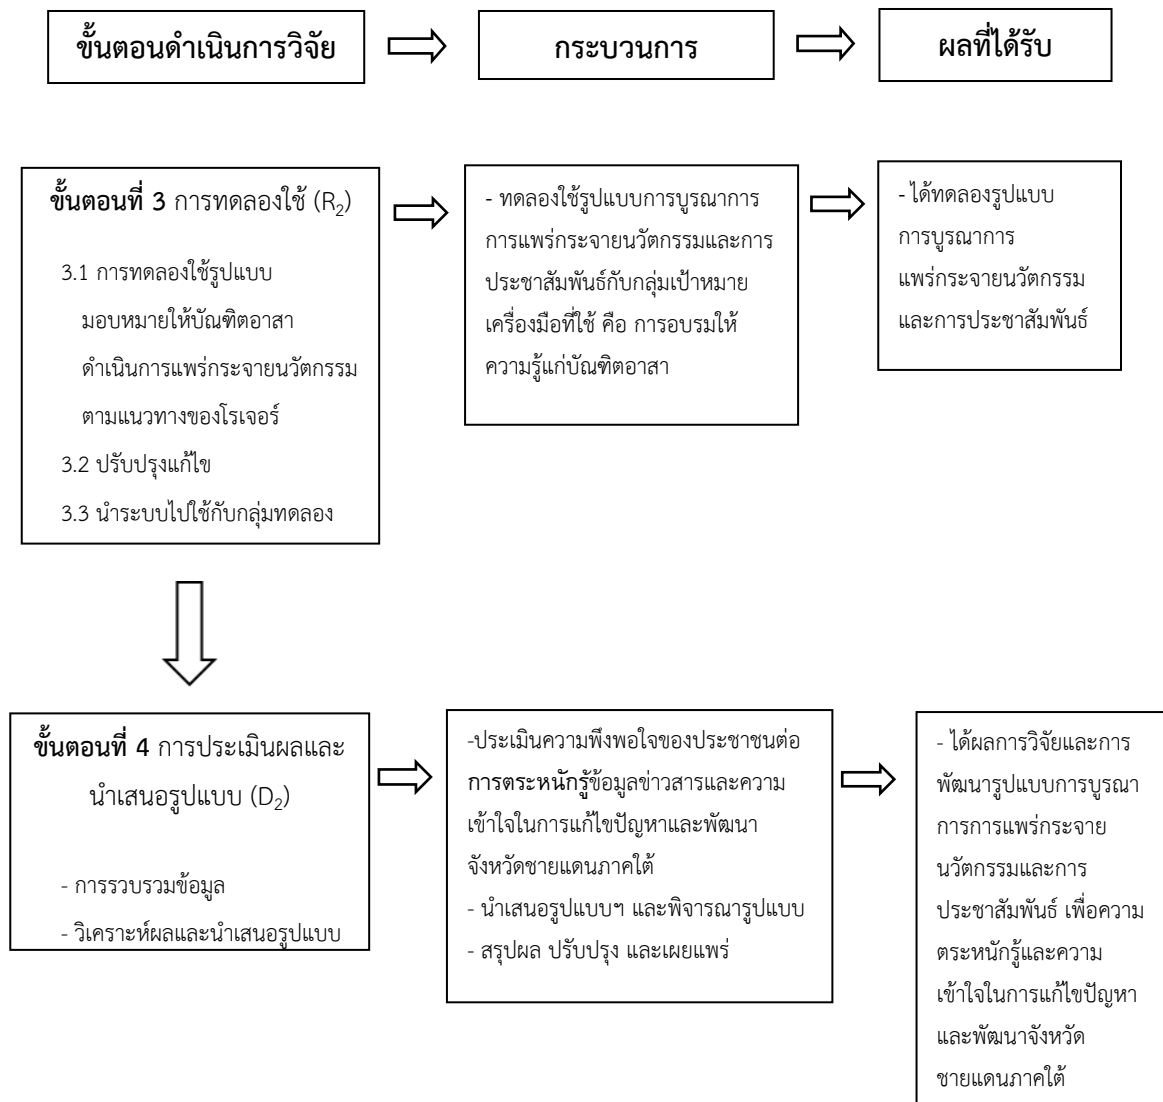 ขั้นตอนดำเนินการวิจัย
กระบวนการ
ผลที่ได้รับ
ขั้นตอนที่ 3 การทดลองใช้ (R₂)
3.1 การทดลองใช้รูปแบบ
มอบหมายให้บัณฑิตอาสา
ดำเนินการแพร่กระจายนวัตกรรม
ตามแนวทางของโรเจอร์
3.2 ปรับปรุงแก้ไข
3.3 นำระบบไปใช้กับกลุ่มทดลอง
- ทดลองใช้รูปแบบการบูรณาการ
การแพร่กระจายนวัตกรรมและการ
ประชาสัมพันธ์กับกลุ่มเป้าหมาย
เครื่องมือที่ใช้ คือ การอบรมให้
ความรู้แก่บัณฑิตอาสา
- ได้ทดลองรูปแบบ
การบูรณาการ
แพร่กระจายนวัตกรรม
และการประชาสัมพันธ์
ขั้นตอนที่ 4 การประเมินผลและ
นำเสนอรูปแบบ (D₂)
- การรวบรวมข้อมูล
- วิเคราะห์ผลและนำเสนอรูปแบบ
-ประเมินความพึงพอใจของประชาชนต่อ
การตระหนักรู้ข้อมูลข่าวสารและความ
เข้าใจในการแก้ไขปัญหาและพัฒนา
จังหวัดชายแดนภาคใต้
- นำเสนอรูปแบบฯ และพิจารณารูปแบบ
- สรุปผล ปรับปรุง และเผยแพร่
- ได้ผลการวิจัยและการ
พัฒนารูปแบบการบูรณา
การการแพร่กระจาย
นวัตกรรมและการ
ประชาสัมพันธ์ เพื่อความ
ตระหนักรู้และความ
เข้าใจในการแก้ไขปัญหา
และพัฒนาจังหวัด
ชายแดนภาคใต้